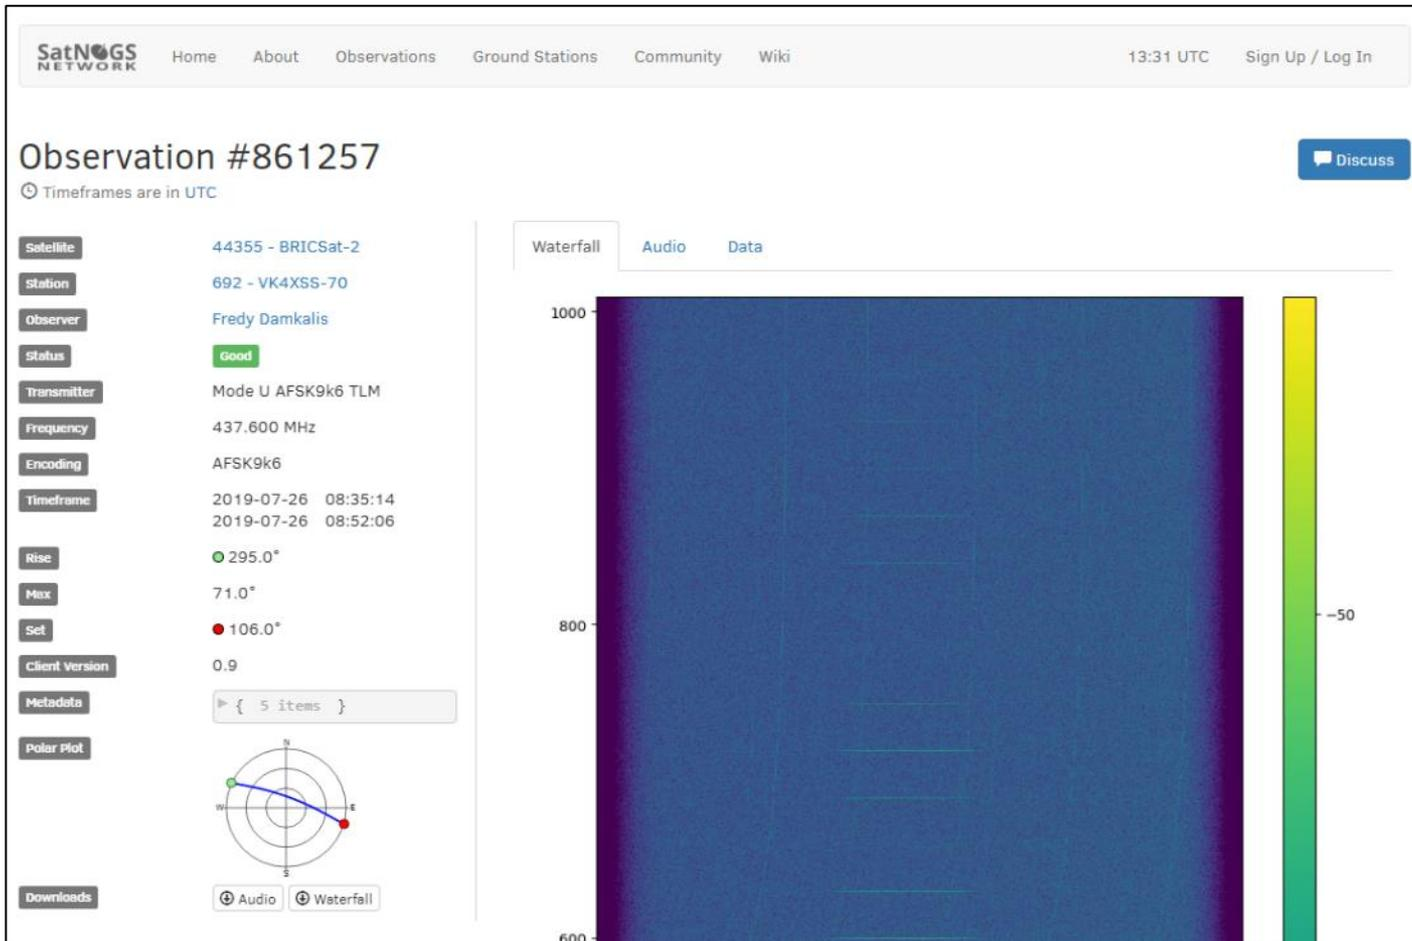 SatNOGS
NETWORK
Home About Observations Ground Stations Community Wiki 13:31 UTC Sign Up / Log In
Observation #861257
Discuss
Timeframes are in UTC
Satellite 44355 - BRICSat-2
Station 692 - VK4XSS-70
Observer Fredy Damkalis
Status Good
Transmitter Mode U AFSK9k6 TLM
Frequency 437.600 MHz
Encoding AFSK9k6
Timeframe 2019-07-26 08:35:14
2019-07-26 08:52:06
Rise 295.0°
Max 71.0°
Set 106.0°
Client Version 0.9
Metadata { 5 items }
Polar Plot
N
W E
S
Downloads Audio Waterfall
Waterfall Audio Data
1000
800
600
-50